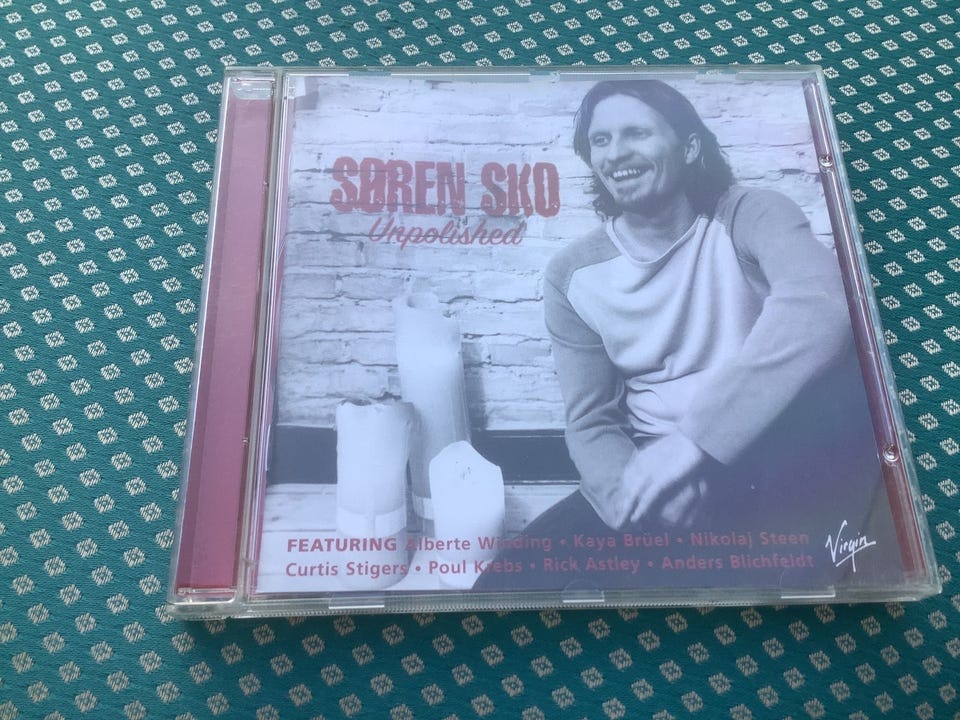 SØREN SKO
Unpolished
FEATURING Alberte Winding • Kaya Brüel • Nikolaj Steen
Curtis Stigers • Poul Krebs • Rick Astley • Anders Blichfeldt
Virgin